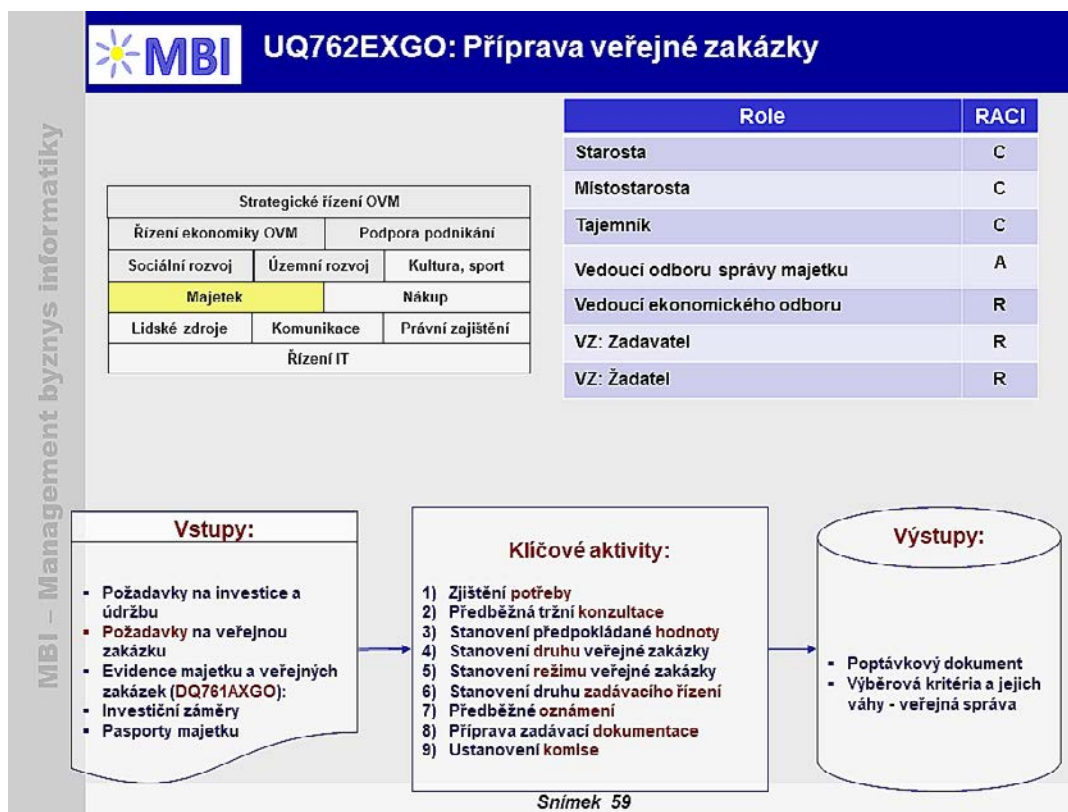 MBI
UQ762EXGO: Příprava veřejné zakázky
MBI – Management byznys informatiky
Role RACI
Starosta C
Místostarosta C
Tajemník C
Vedoucí odboru správy majetku A
Vedoucí ekonomického odboru R
VZ: Zadavatel R
VZ: Žadatel R
Strategické řízení OVM
Řízení ekonomiky OVM Podpora podnikání
Sociální rozvoj Územní rozvoj Kultura, sport
Majetek Nákup
Lidské zdroje Komunikace Právní zajištění
Řízení IT
Vstupy:
▪ Požadavky na investice a
údržbu
▪ Požadavky na veřejnou
zakázku
▪ Evidence majetku a veřejných
zakázek (DQ761AXGO):
▪ Investiční záměry
▪ Pasporty majetku
Klíčové aktivity:
1) Zjištění potřeby
2) Předběžná tržní konzultace
3) Stanovení předpokládané hodnoty
4) Stanovení druhu veřejné zakázky
5) Stanovení režimu veřejné zakázky
6) Stanovení druhu zadávacího řízení
7) Předběžné oznámení
8) Příprava zadávací dokumentace
9) Ustanovení komise
Výstupy:
▪ Poptávkový dokument
▪ Výběrová kritéria a jejich
váhy - veřejná správa
Snímek 59